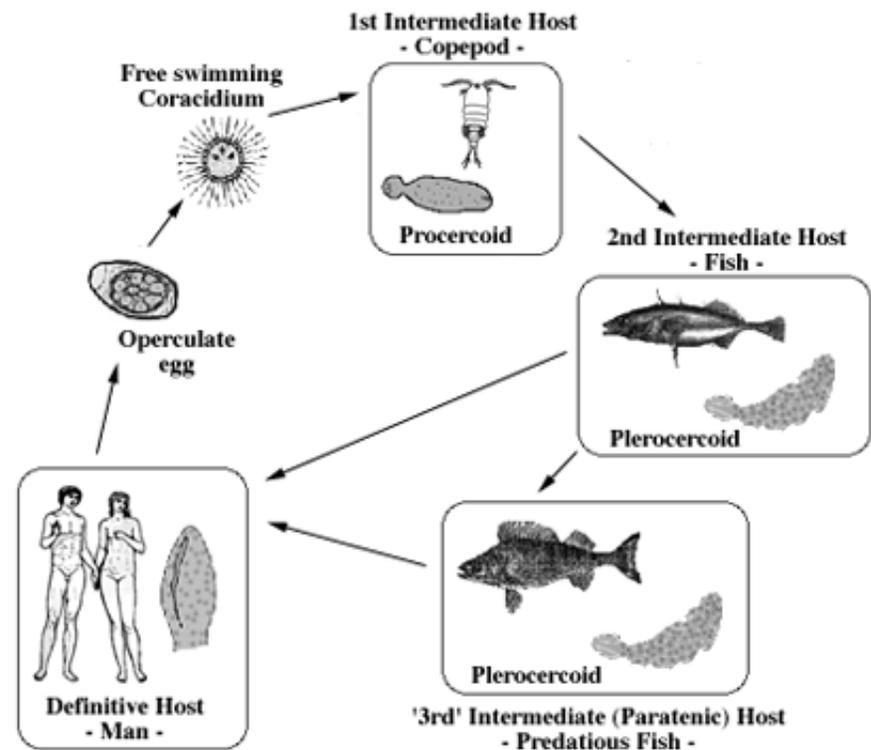 1st Intermediate Host
- Copepod -
Free swimming
Coracidium
Procercoid
2nd Intermediate Host
- Fish -
Operculate
egg
Plerocercoid
Plerocercoid
Definitive Host
- Man -
'3rd' Intermediate (Paratenic) Host
- Predatious Fish -